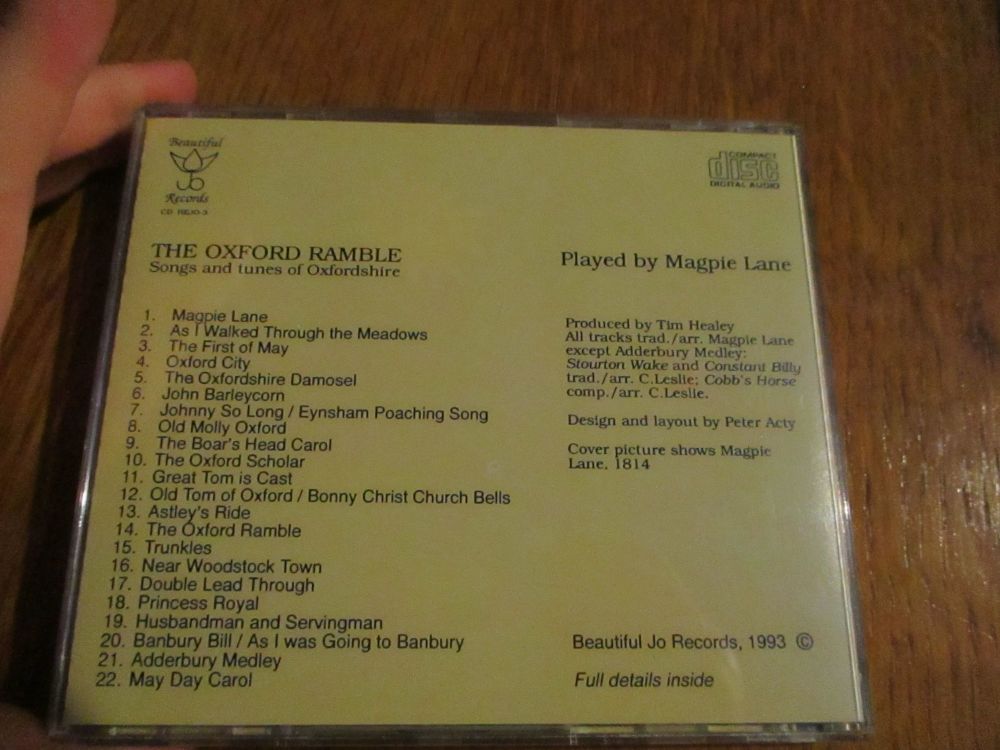 Beautiful
Jo
Records
CD BEJO-3
COMPACT
disc
DIGITAL AUDIO
THE OXFORD RAMBLE
Songs and tunes of Oxfordshire
Played by Magpie Lane
1. Magpie Lane
2. As I Walked Through the Meadows
3. The First of May
4. Oxford City
5. The Oxfordshire Damosel
6. John Barleycorn
7. Johnny So Long / Eynsham Poaching Song
8. Old Molly Oxford
9. The Boar's Head Carol
10. The Oxford Scholar
11. Great Tom is Cast
12. Old Tom of Oxford / Bonny Christ Church Bells
13. Astley's Ride
14. The Oxford Ramble
15. Trunkles
16. Near Woodstock Town
17. Double Lead Through
18. Princess Royal
19. Husbandman and Servingman
20. Banbury Bill / As I was Going to Banbury
21. Adderbury Medley
22. May Day Carol
Produced by Tim Healey
All tracks trad./arr. Magpie Lane
except Adderbury Medley:
Stourton Wake and Constant Billy
trad./arr. C.Leslie; Cobb's Horse
comp./arr. C.Leslie.
Design and layout by Peter Acty
Cover picture shows Magpie
Lane, 1814
Beautiful Jo Records, 1993 ©
Full details inside